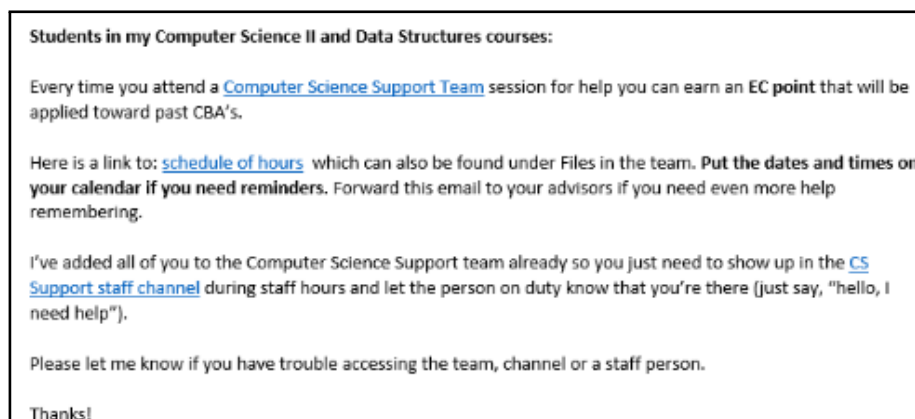 Students in my Computer Science II and Data Structures courses:
Every time you attend a Computer Science Support Team session for help you can earn an EC point that will be
applied toward past CBA's.
Here is a link to: schedule of hours which can also be found under Files in the team. Put the dates and times on
your calendar if you need reminders. Forward this email to your advisors if you need even more help
remembering.
I've added all of you to the Computer Science Support team already so you just need to show up in the CS
Support staff channel during staff hours and let the person on duty know that you're there (just say, "hello, I
need help").
Please let me know if you have trouble accessing the team, channel or a staff person.
Thanks!